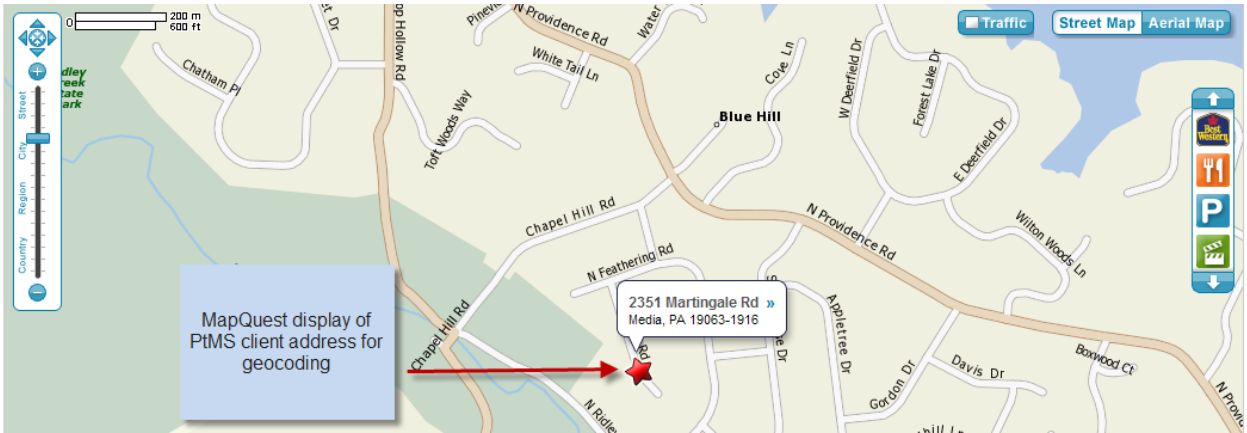 0
200 m
600 ft
Traffic
Street Map
Aerial Map
Street
City
Region
Country
Chatham Pl
Toft Woods Way
White Tail Ln
N Providence Rd
Cove Ln
Blue Hill
W Deerfield Dr
Forest Lake Dr
E Deerfield Dr
Best
Western
P
Chapel Hill Rd
N Providence Rd
Wilton Woods Ln
N Feathering Rd
2351 Martingale Rd »
Media, PA 19063-1916
MapQuest display of
PtMS client address for
geocoding
Chapel Hill Rd
Rd
Appletree Dr
Gordon Dr
Davis Dr
Boxwood Ct